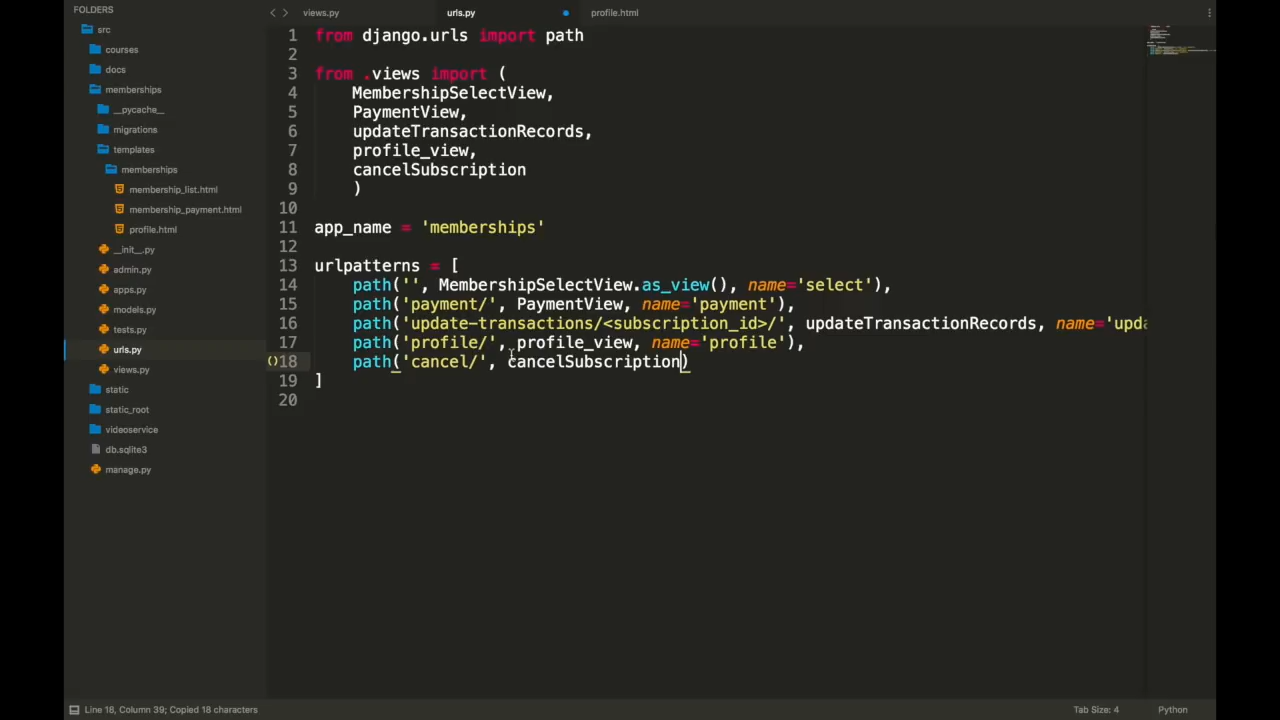 FOLDERS
src
courses
docs
memberships
__pycache__
migrations
templates
memberships
membership_list.html
membership_payment.html
profile.html
__init__.py
admin.py
apps.py
models.py
tests.py
urls.py
views.py
static
static_root
videoservice
db.sqlite3
manage.py
views.py urls.py profile.html
1 from django.urls import path
2
3 from .views import (
4 MembershipSelectView,
5 PaymentView,
6 updateTransactionRecords,
7 profile_view,
8 cancelSubscription
9 )
10
11 app_name = 'memberships'
12
13 urlpatterns = [
14 path('', MembershipSelectView.as_view(), name='select'),
15 path('payment/', PaymentView, name='payment'),
16 path('update-transactions/<subscription_id>/', updateTransactionRecords, name='upda
17 path('profile/', profile_view, name='profile'),
18 path('cancel/', cancelSubscription)
19 ]
20
Line 18, Column 39; Copied 18 characters
Tab Size: 4 Python